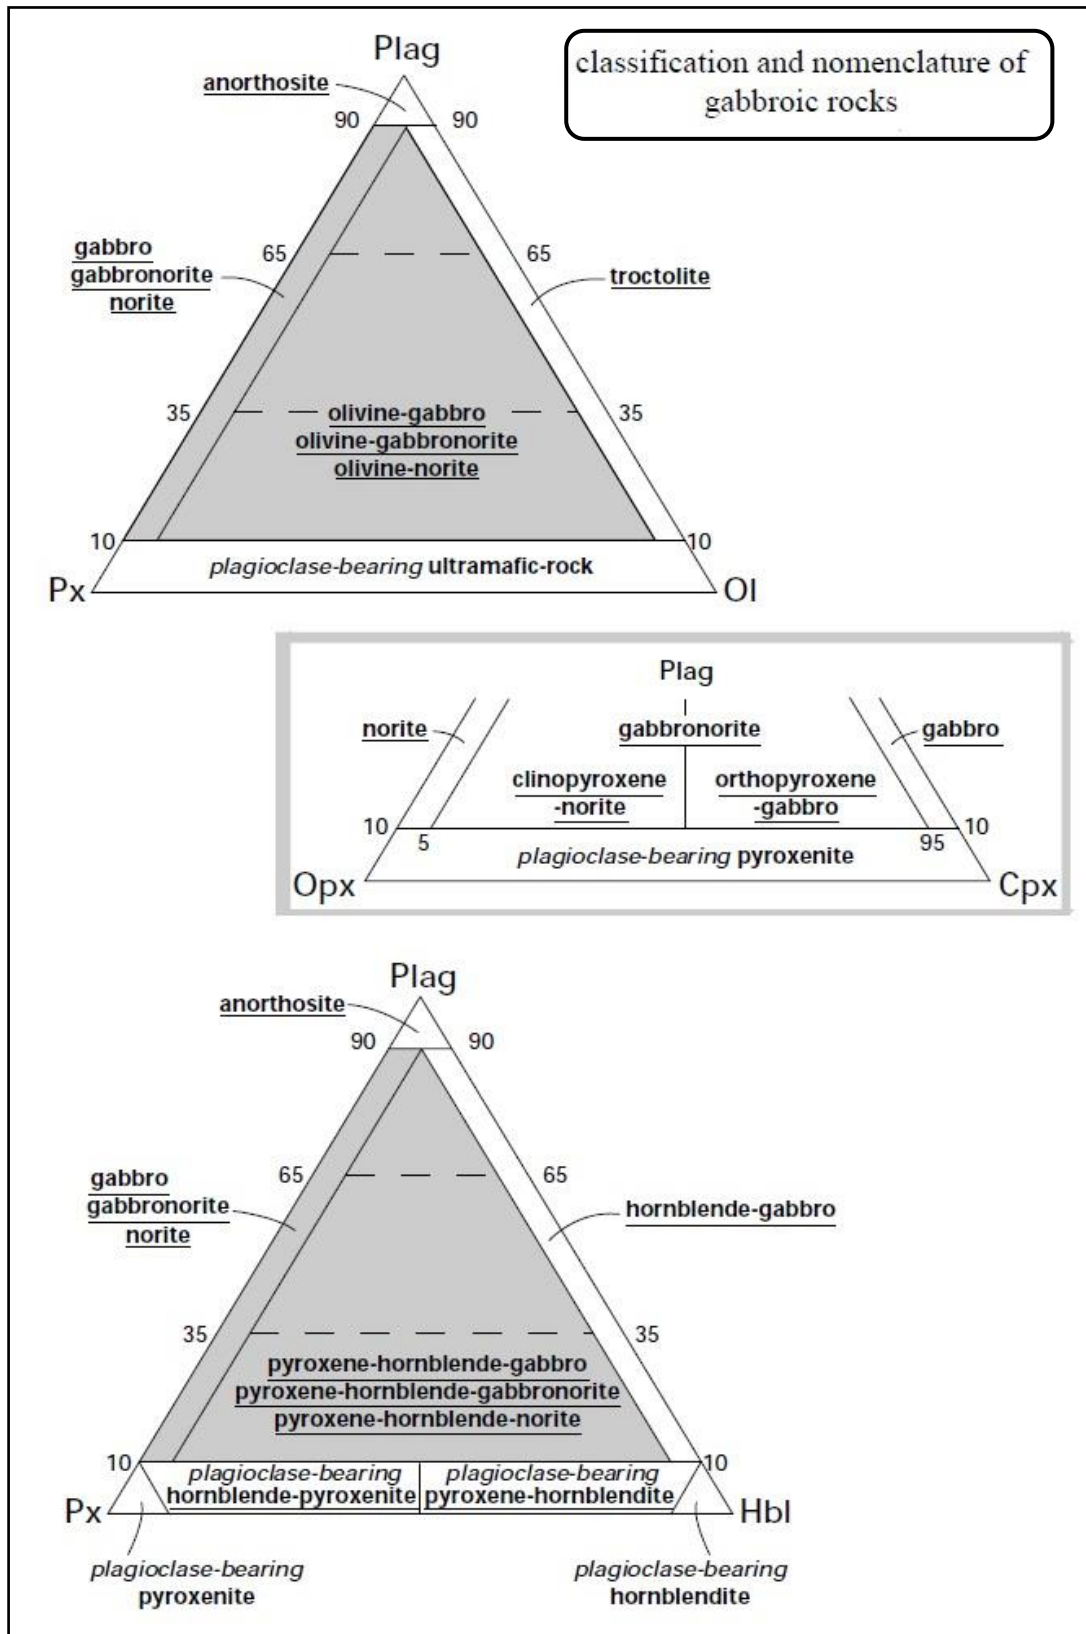 Plag
classification and nomenclature of
gabbroic rocks
anorthosite
90
90
65
65
gabbro
gabbronorite
norite
troctolite
35
35
olivine-gabbro
olivine-gabbronorite
olivine-norite
10
10
plagioclase-bearing ultramafic-rock
Px
Ol
Plag
norite
gabbronorite
gabbro
clinopyroxene
-norite
orthopyroxene
-gabbro
10
10
5
95
plagioclase-bearing pyroxenite
Opx
Cpx
Plag
anorthosite
90
90
65
65
gabbro
gabbronorite
norite
hornblende-gabbro
35
35
pyroxene-hornblende-gabbro
pyroxene-hornblende-gabbronorite
pyroxene-hornblende-norite
10
10
plagioclase-bearing
hornblende-pyroxenite
plagioclase-bearing
pyroxene-hornblendite
Px
Hbl
plagioclase-bearing
pyroxenite
plagioclase-bearing
hornblendite